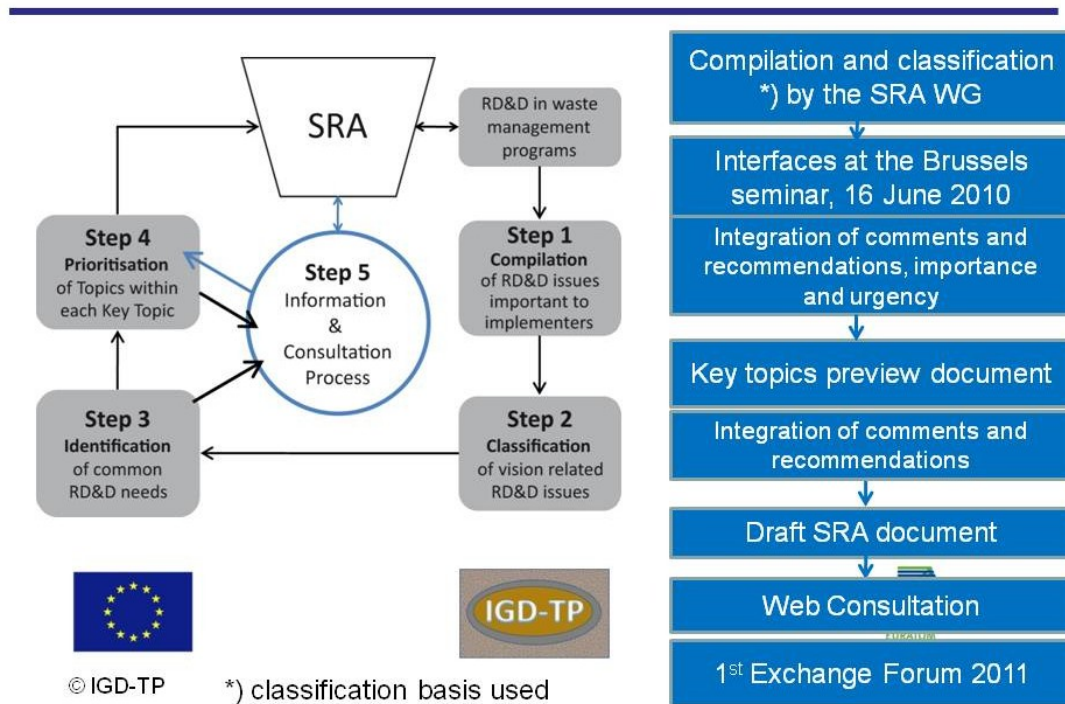 SRA
RD&D in waste
management
programs
Step 1
Compilation
of RD&D issues
important to
implementers
Step 2
Classification
of vision related
RD&D issues
Step 3
Identification
of common
RD&D needs
Step 4
Prioritisation
of Topics within
each Key Topic
Step 5
Information
&
Consultation
Process
IGD-TP
© IGD-TP
*) classification basis used
Compilation and classification
*) by the SRA WG
Interfaces at the Brussels
seminar, 16 June 2010
Integration of comments and
recommendations, importance
and urgency
Key topics preview document
Integration of comments and
recommendations
Draft SRA document
Web Consultation
1st Exchange Forum 2011